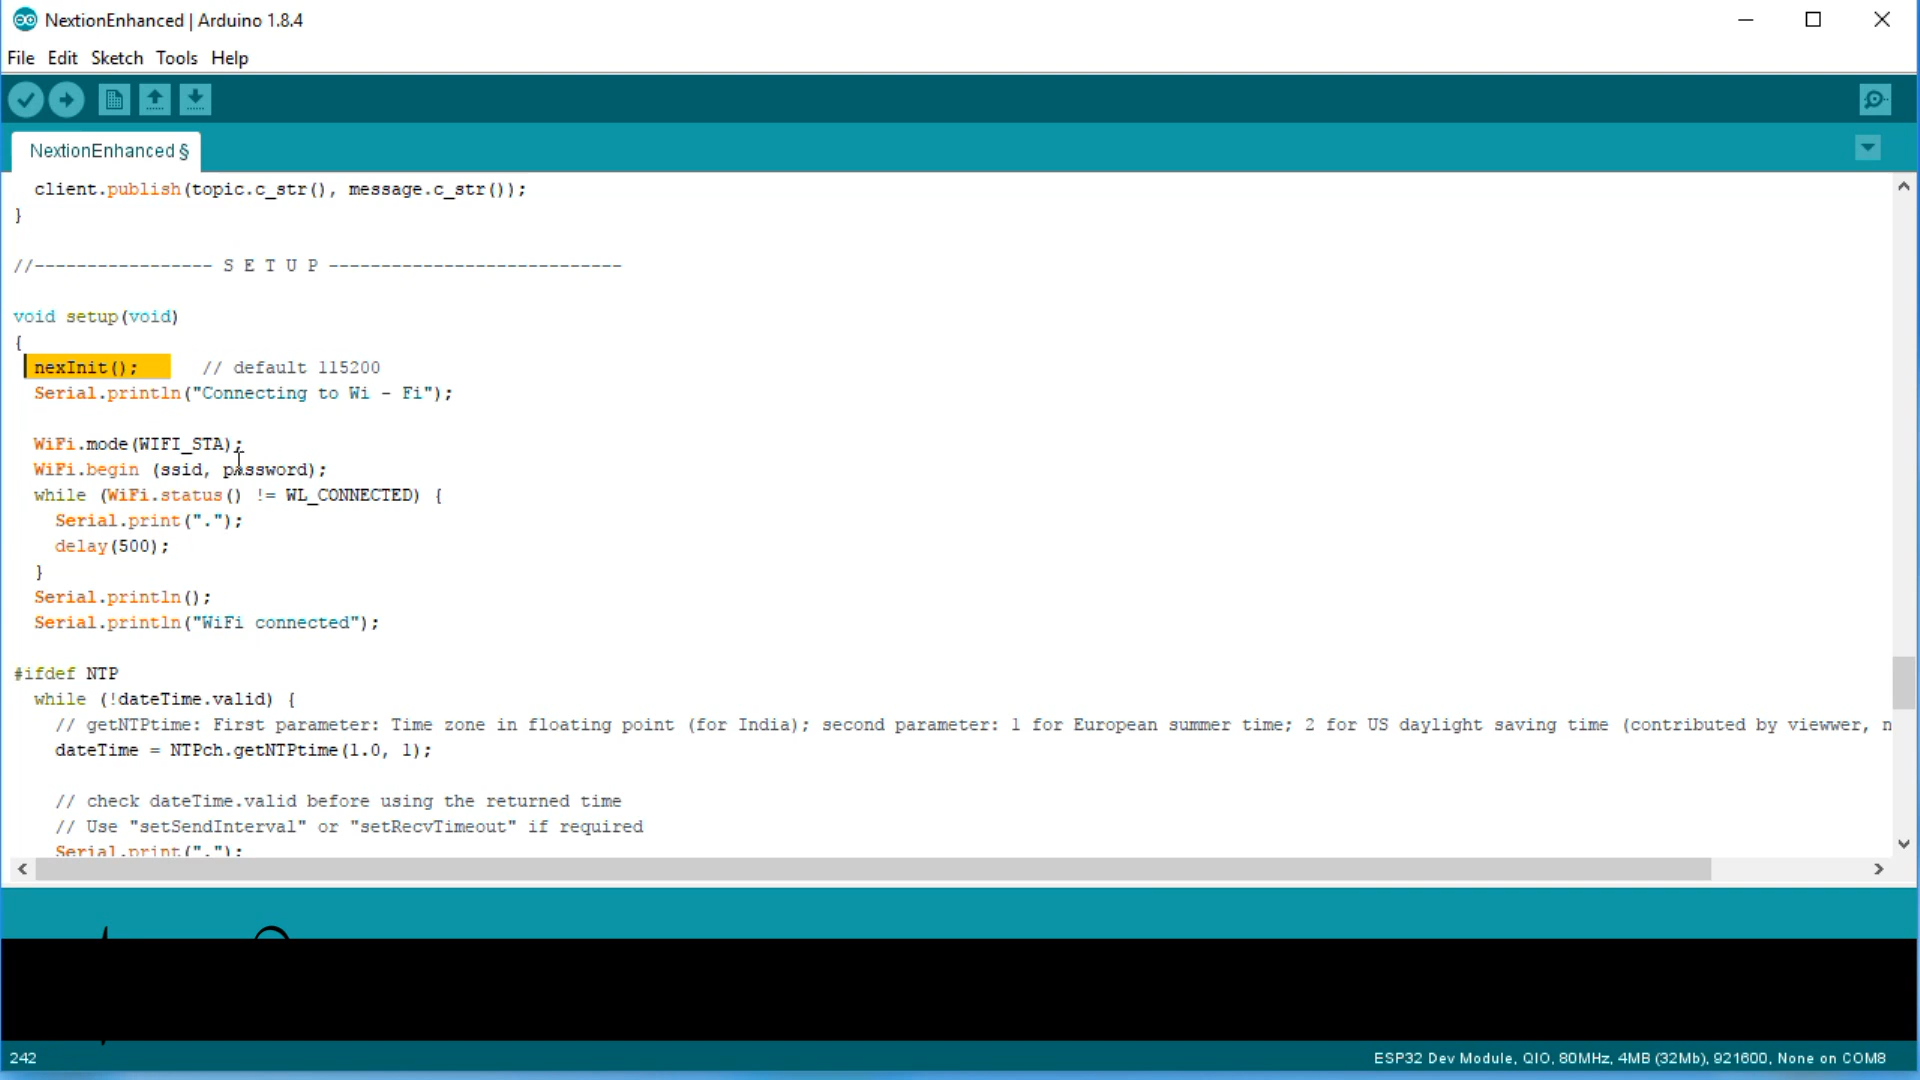 NextionEnhanced | Arduino 1.8.4
File Edit Sketch Tools Help
NextionEnhanced §
client.publish(topic.c_str(), message.c_str());
}
//----------------- S E T U P ----------------------------
void setup(void)
{
nexInit();      // default 115200
Serial.println("Connecting to Wi - Fi");
WiFi.mode(WIFI_STA);
WiFi.begin (ssid, password);
while (WiFi.status() != WL_CONNECTED) {
Serial.print(".");
delay(500);
}
Serial.println();
Serial.println("WiFi connected");
#ifdef NTP
while (!dateTime.valid) {
// getNTPtime: First parameter: Time zone in floating point (for India); second parameter: 1 for European summer time; 2 for US daylight saving time (contributed by viewwer, n
dateTime = NTPch.getNTPtime(1.0, 1);
// check dateTime.valid before using the returned time
// Use "setSendInterval" or "setRecvTimeout" if required
Serial.print(".");
242
ESP32 Dev Module, QIO, 80MHz, 4MB (32Mb), 921600, None on COM8